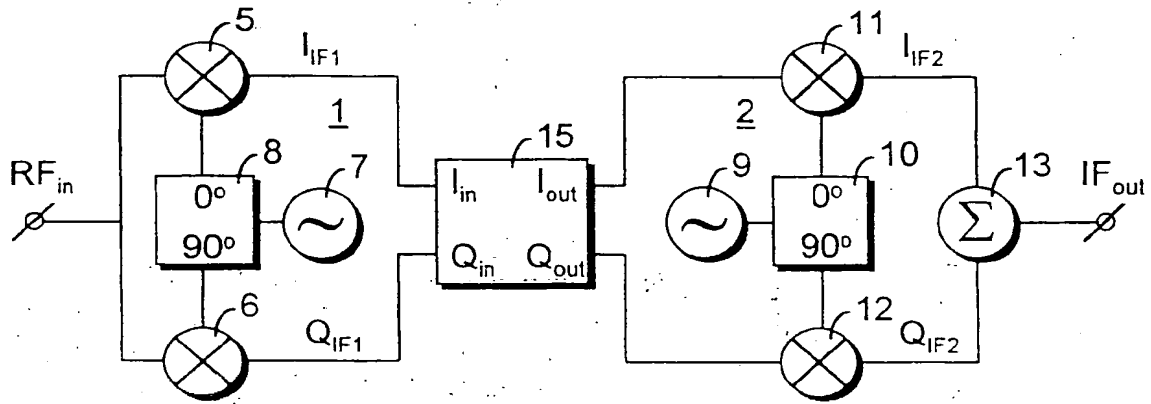 5
11
I_IF1
I_IF2
1
2
15
8
7
9
10
13
RF_in
0°
I_in
I_out
0°
IF_out
~
~
Σ
90°
Q_in
Q_out
90°
6
12
Q_IF1
Q_IF2